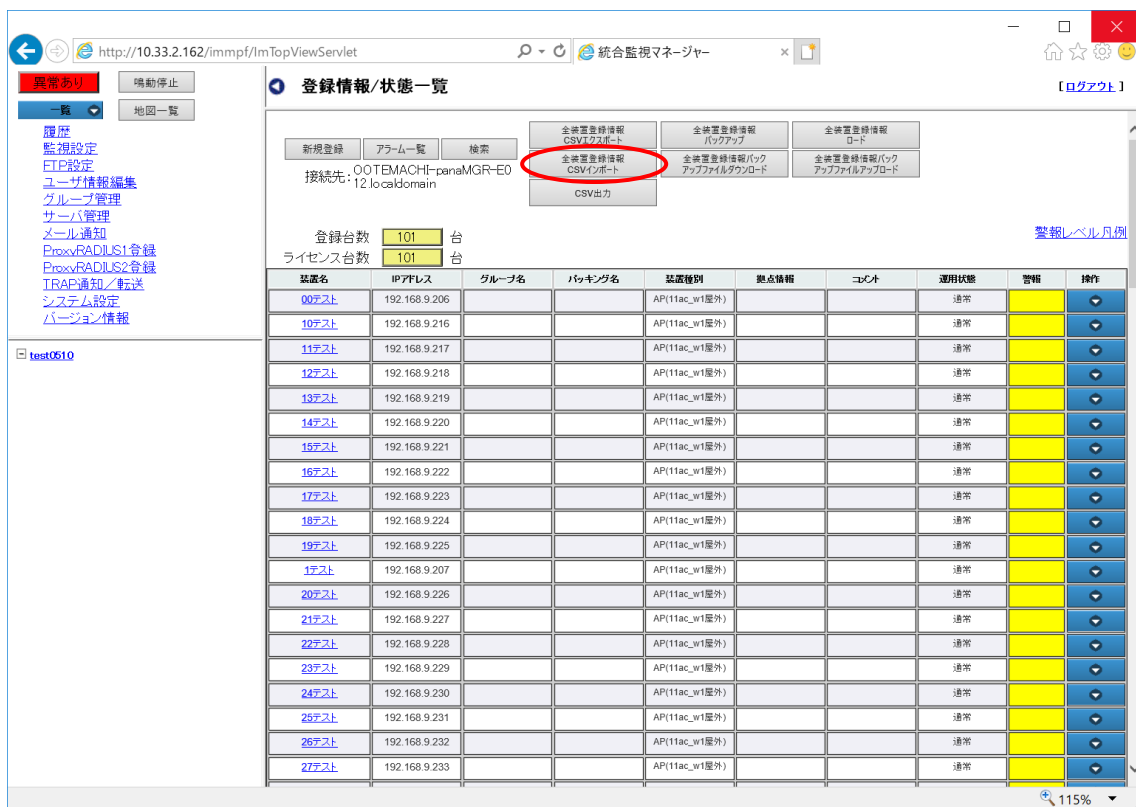 http://10.33.2.162/immpf/ImTopViewServlet
統合監視マネージャー
異常あり
鳴動停止
一覧
地図一覧
履歴
監視設定
FTP設定
ユーザ情報編集
グループ管理
サーバ管理
メール通知
ProxyRADIUS1登録
ProxyRADIUS2登録
TRAP通知／転送
システム設定
バージョン情報
test0510
登録情報/状態一覧
[ログアウト]
新規登録 アラーム一覧 検索
接続先: OOTEMACHI-panaMGR-E0
12.localdomain
全装置登録情報
CSVエクスポート
全装置登録情報
バックアップ
全装置登録情報
ロード
全装置登録情報
CSVインポート
全装置登録情報バック
アップファイルダウンロード
全装置登録情報バック
アップファイルアップロード
CSV出力
登録台数 101 台
ライセンス台数 101 台
警報レベル凡例
装置名 IPアドレス グループ名 パッキング名 装置種別 拠点情報 コメント 運用状態 警報 操作
00テスト 192.168.9.206 AP(11ac_w1屋外) 通常
10テスト 192.168.9.216 AP(11ac_w1屋外) 通常
11テスト 192.168.9.217 AP(11ac_w1屋外) 通常
12テスト 192.168.9.218 AP(11ac_w1屋外) 通常
13テスト 192.168.9.219 AP(11ac_w1屋外) 通常
14テスト 192.168.9.220 AP(11ac_w1屋外) 通常
15テスト 192.168.9.221 AP(11ac_w1屋外) 通常
16テスト 192.168.9.222 AP(11ac_w1屋外) 通常
17テスト 192.168.9.223 AP(11ac_w1屋外) 通常
18テスト 192.168.9.224 AP(11ac_w1屋外) 通常
19テスト 192.168.9.225 AP(11ac_w1屋外) 通常
1テスト 192.168.9.207 AP(11ac_w1屋外) 通常
20テスト 192.168.9.226 AP(11ac_w1屋外) 通常
21テスト 192.168.9.227 AP(11ac_w1屋外) 通常
22テスト 192.168.9.228 AP(11ac_w1屋外) 通常
23テスト 192.168.9.229 AP(11ac_w1屋外) 通常
24テスト 192.168.9.230 AP(11ac_w1屋外) 通常
25テスト 192.168.9.231 AP(11ac_w1屋外) 通常
26テスト 192.168.9.232 AP(11ac_w1屋外) 通常
27テスト 192.168.9.233 AP(11ac_w1屋外) 通常
115%